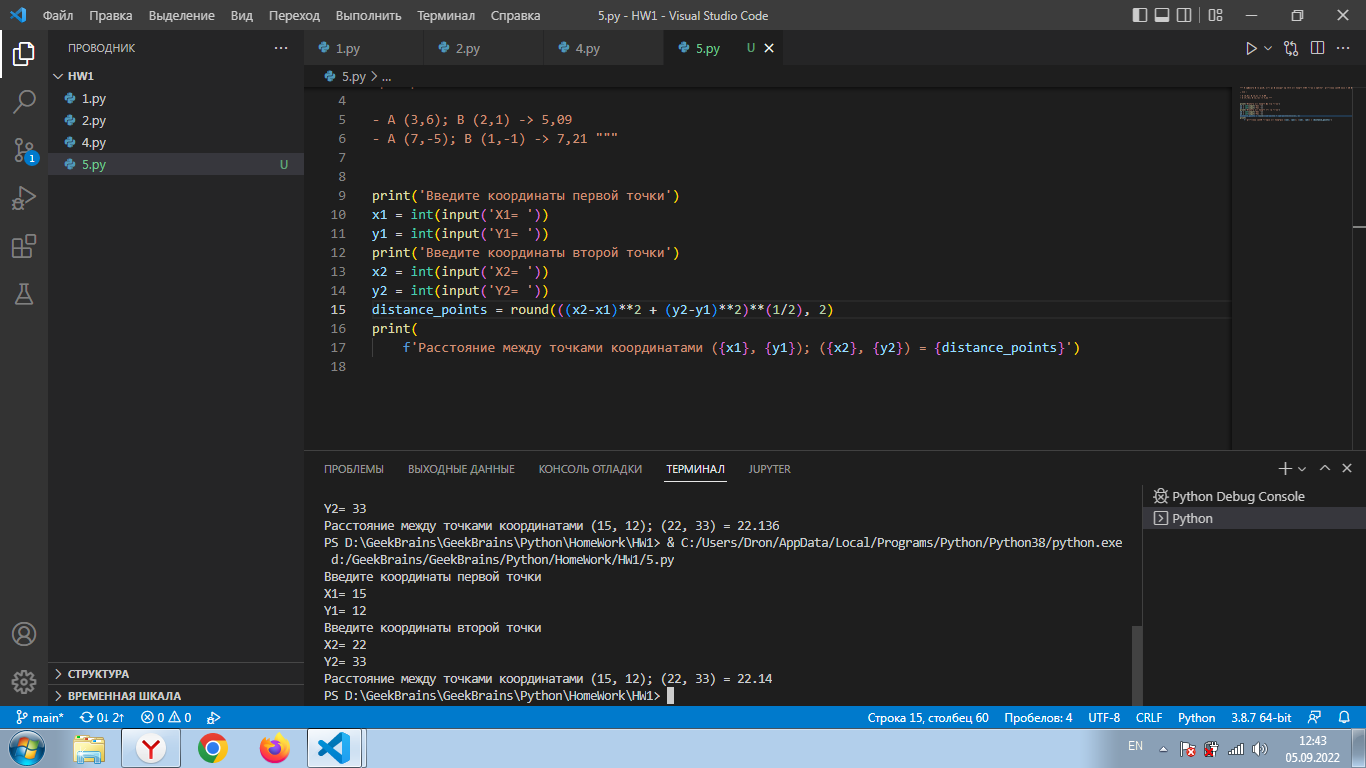 Файл Правка Выделение Вид Переход Выполнить Терминал Справка 5.py - HW1 - Visual Studio Code
ПРОВОДНИК
HW1
1.py
2.py
4.py
5.py U
1
1.py 2.py 4.py 5.py U
5.py > ...
4
5 - A (3,6); B (2,1) -> 5,09
6 - A (7,-5); B (1,-1) -> 7,21 """
7
8
9 print('Введите координаты первой точки')
10 x1 = int(input('X1= '))
11 y1 = int(input('Y1= '))
12 print('Введите координаты второй точки')
13 x2 = int(input('X2= '))
14 y2 = int(input('Y2= '))
15 distance_points = round(((x2-x1)**2 + (y2-y1)**2)**(1/2), 2)
16 print(
17 f'Расстояние между точками координатами ({x1}, {y1}); ({x2}, {y2}) = {distance_points}')
18
ПРОБЛЕМЫ ВЫХОДНЫЕ ДАННЫЕ КОНСОЛЬ ОТЛАДКИ ТЕРМИНАЛ JUPYTER
Y2= 33
Расстояние между точками координатами (15, 12); (22, 33) = 22.136
PS D:\GeekBrains\GeekBrains\Python\HomeWork\HW1> & C:/Users/Dron/AppData/Local/Programs/Python/Python38/python.exe
d:/GeekBrains/GeekBrains/Python/HomeWork/HW1/5.py
Введите координаты первой точки
X1= 15
Y1= 12
Введите координаты второй точки
X2= 22
Y2= 33
Расстояние между точками координатами (15, 12); (22, 33) = 22.14
PS D:\GeekBrains\GeekBrains\Python\HomeWork\HW1>
Python Debug Console
Python
СТРУКТУРА
ВРЕМЕННАЯ ШКАЛА
main* 0↓ 2↑ 0 0 Строка 15, столбец 60 Пробелов: 4 UTF-8 CRLF Python 3.8.7 64-bit
EN 12:43
05.09.2022